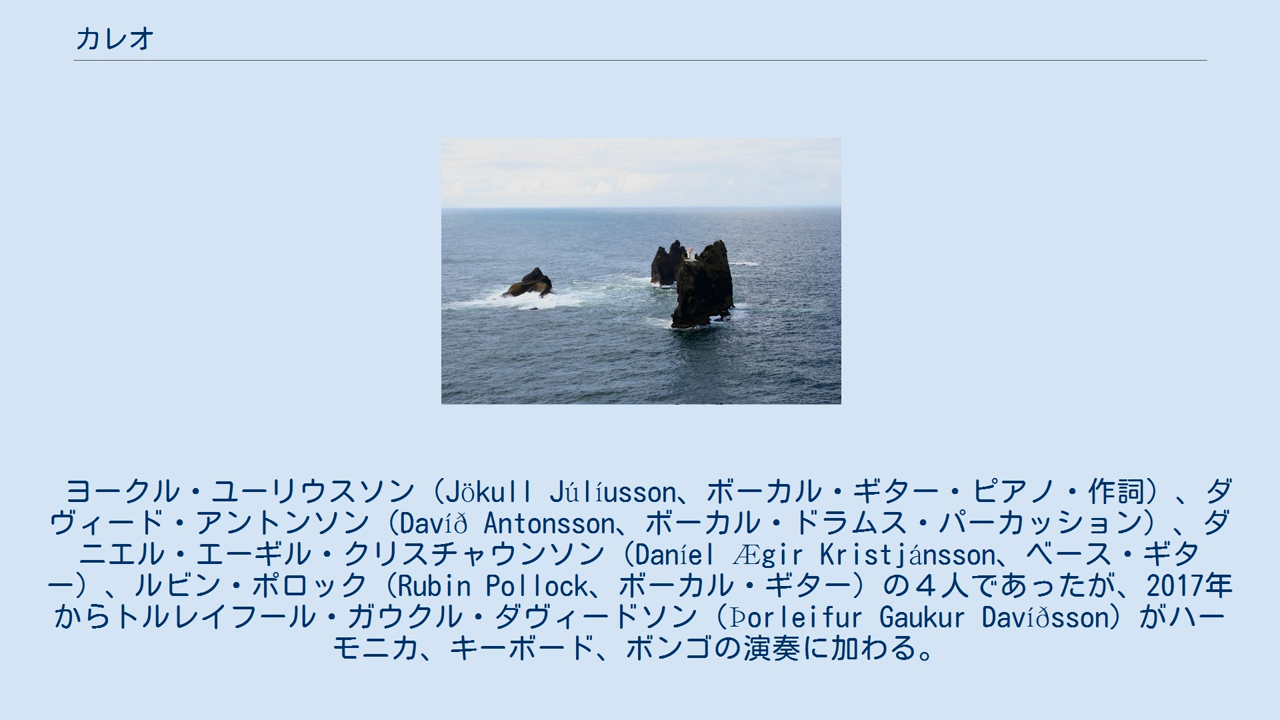 カレオ
ヨークル・ユーリウスソン（Jökull Júlíusson、ボーカル・ギター・ピアノ・作詞）、ダ
ヴィード・アントンソン（Davíð Antonsson、ボーカル・ドラムス・パーカッション）、ダ
ニエル・エーギル・クリスチャウンソン（Daníel Ægir Kristjánsson、ベース・ギタ
ー）、ルビン・ポロック（Rubin Pollock、ボーカル・ギター）の４人であったが、2017年
からトルレイフール・ガウクル・ダヴィードソン（Þorleifur Gaukur Davíðsson）がハー
モニカ、キーボード、ボンゴの演奏に加わる。